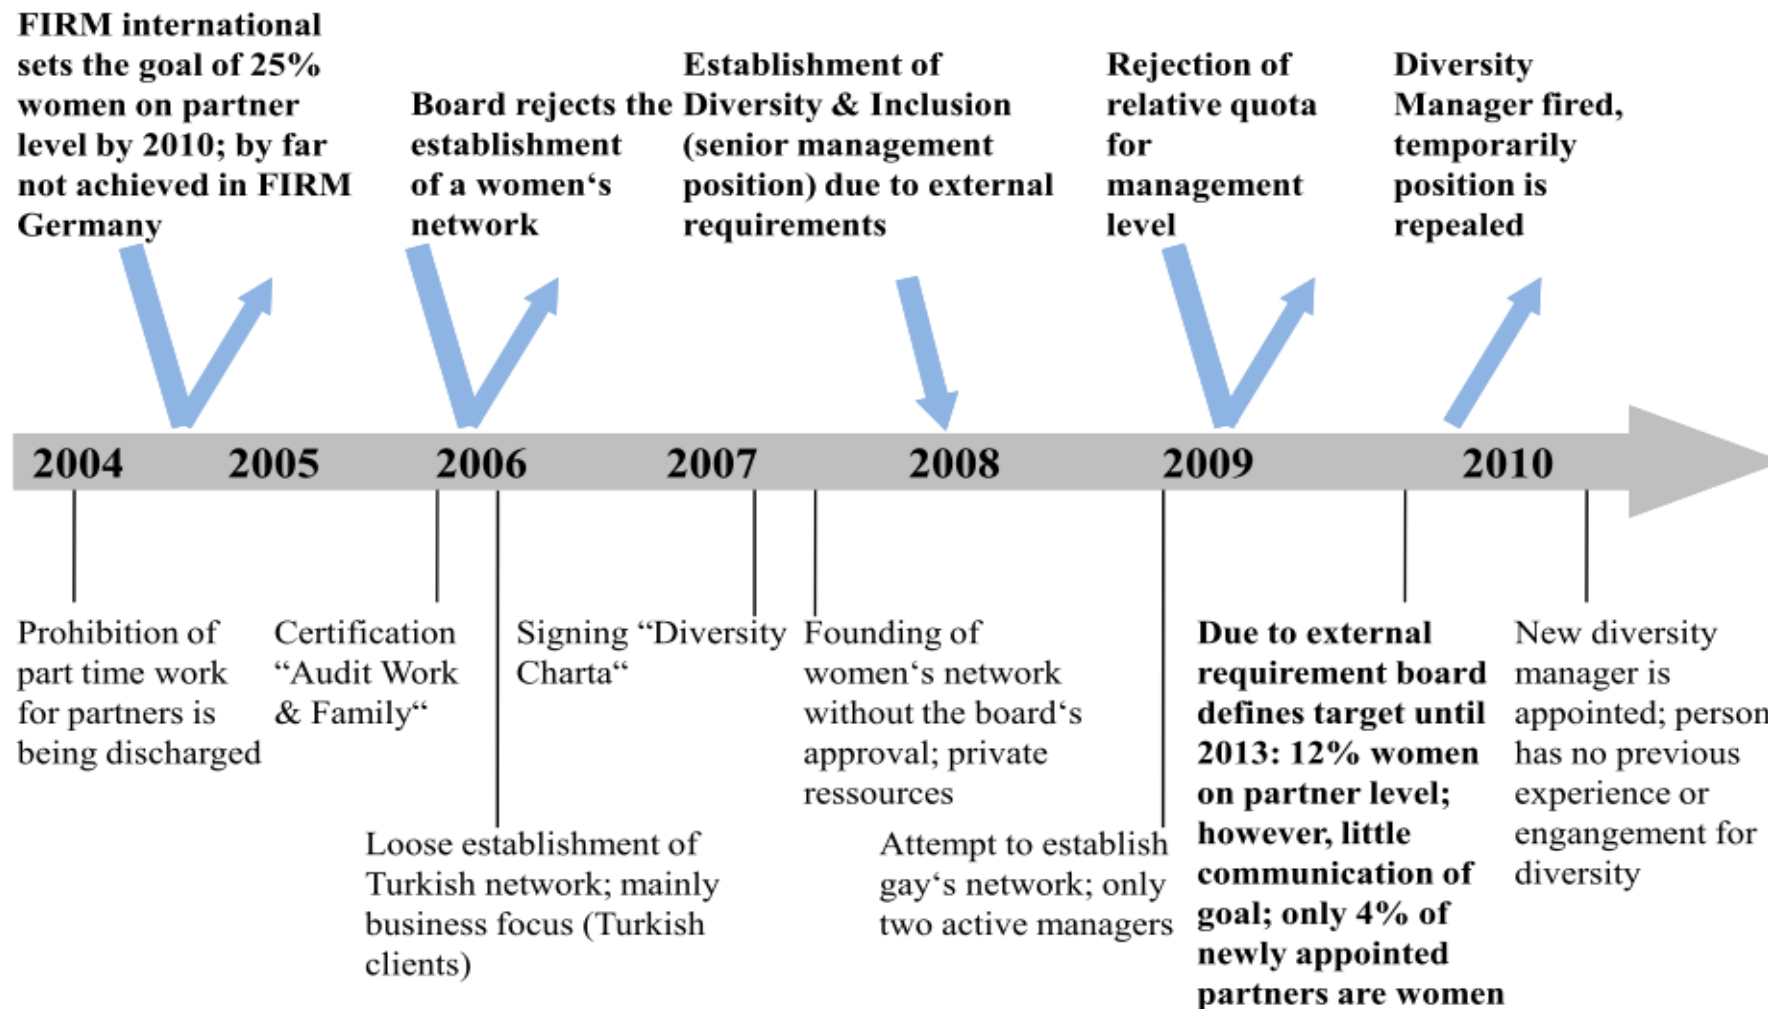 FIRM international
sets the goal of 25%
women on partner
level by 2010; by far
not achieved in FIRM
Germany
Board rejects the
establishment
of a women‘s
network
Establishment of
Diversity & Inclusion
(senior management
position) due to external
requirements
Rejection of
relative quota
for
management
level
Diversity
Manager fired,
temporarily
position is
repealed
2004 2005 2006 2007 2008 2009 2010
Prohibition of
part time work
for partners is
being discharged
Certification
“Audit Work
& Family“
Loose establishment of
Turkish network; mainly
business focus (Turkish
clients)
Signing “Diversity
Charta“
Founding of
women‘s network
without the board‘s
approval; private
ressources
Attempt to establish
gay‘s network; only
two active managers
Due to external
requirement board
defines target until
2013: 12% women
on partner level;
however, little
communication of
goal; only 4% of
newly appointed
partners are women
New diversity
manager is
appointed; person
has no previous
experience or
engangement for
diversity